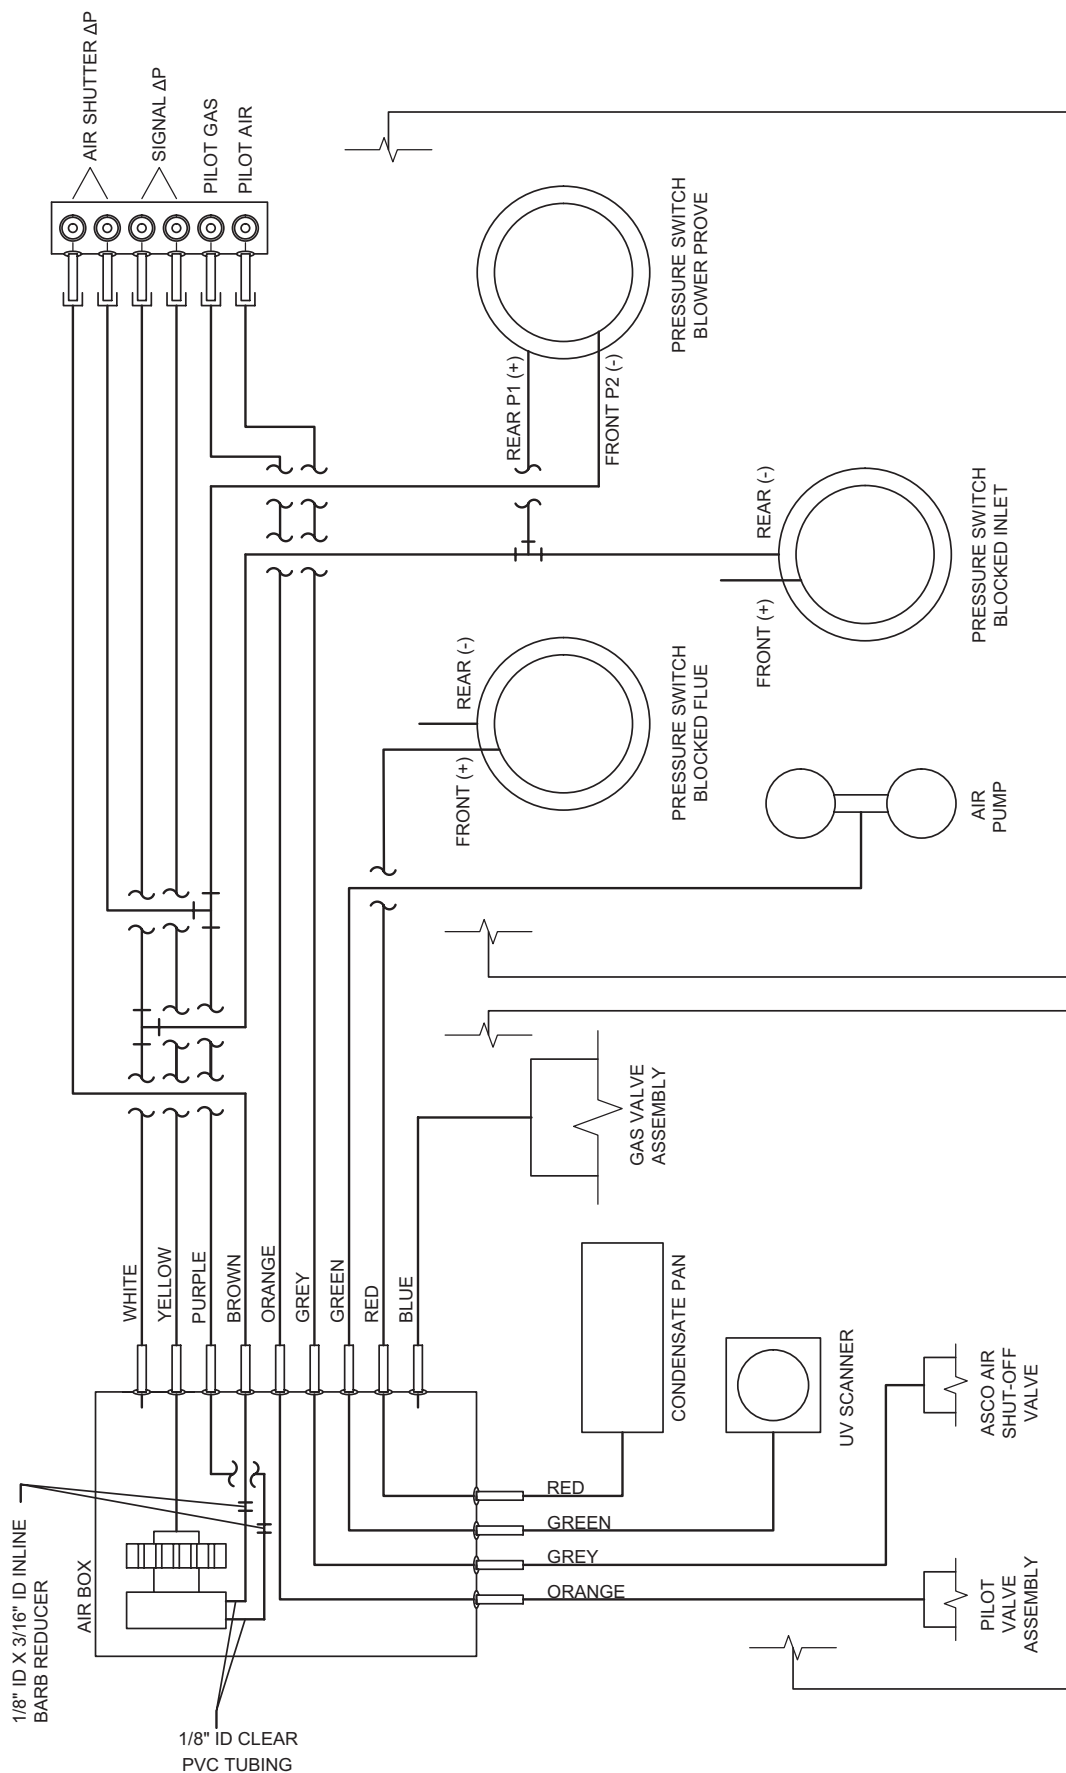 AIR SHUTTER ΔP
SIGNAL ΔP
PILOT GAS
PILOT AIR
PRESSURE SWITCH
BLOWER PROVE
REAR P1 (+)
FRONT P2 (-)
REAR (-)
FRONT (+)
PRESSURE SWITCH
BLOCKED INLET
REAR (-)
FRONT (+)
PRESSURE SWITCH
BLOCKED FLUE
AIR
PUMP
GAS VALVE
ASSEMBLY
WHITE
YELLOW
PURPLE
BROWN
ORANGE
GREY
GREEN
RED
BLUE
CONDENSATE PAN
UV SCANNER
ASCO AIR
SHUT-OFF
VALVE
PILOT
VALVE
ASSEMBLY
RED
GREEN
GREY
ORANGE
AIR BOX
1/8" ID X 3/16" ID INLINE
BARB REDUCER
1/8" ID CLEAR
PVC TUBING